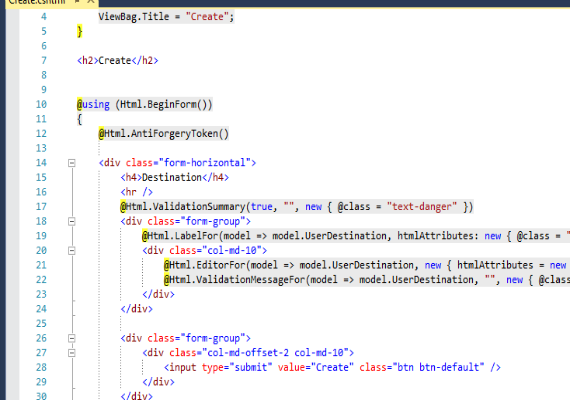 Create.cshtml
4 ViewBag.Title = "Create";
5 }
6
7 <h2>Create</h2>
8
9
10 @using (Html.BeginForm())
11 {
12 @Html.AntiForgeryToken()
13
14 <div class="form-horizontal">
15 <h4>Destination</h4>
16 <hr />
17 @Html.ValidationSummary(true, "", new { @class = "text-danger" })
18 <div class="form-group">
19 @Html.LabelFor(model => model.UserDestination, htmlAttributes: new { @class = "
20 <div class="col-md-10">
21 @Html.EditorFor(model => model.UserDestination, new { htmlAttributes = new
22 @Html.ValidationMessageFor(model => model.UserDestination, "", new { @class
23 </div>
24 </div>
25
26 <div class="form-group">
27 <div class="col-md-offset-2 col-md-10">
28 <input type="submit" value="Create" class="btn btn-default" />
29 </div>
30 </div>